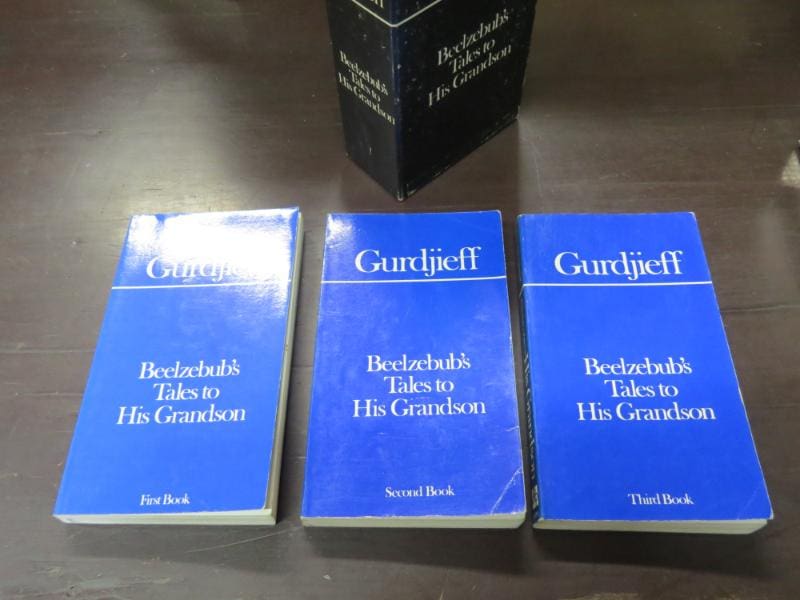 Beelzebub's
Tales to
His Grandson
Beelzebub's
Tales to
His Grandson
Gurdjieff
Beelzebub's
Tales to
His Grandson
First Book
Gurdjieff
Beelzebub's
Tales to
His Grandson
Second Book
Gurdjieff
Beelzebub's
Tales to
His Grandson
Third Book